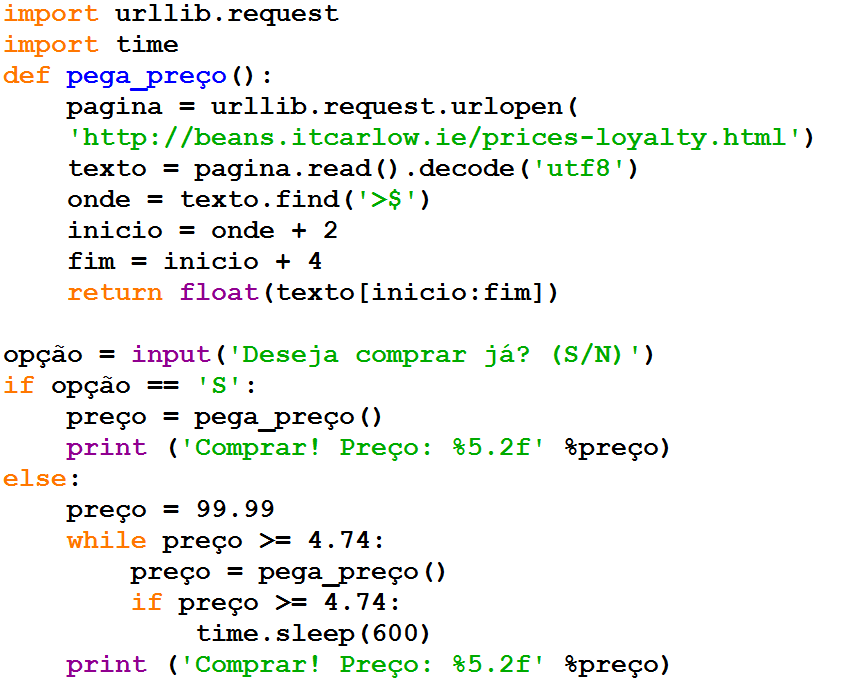 import urllib.request
import time
def pega_preço():
    pagina = urllib.request.urlopen(
    'http://beans.itcarlow.ie/prices-loyalty.html')
    texto = pagina.read().decode('utf8')
    onde = texto.find('>$')
    inicio = onde + 2
    fim = inicio + 4
    return float(texto[inicio:fim])

opção = input('Deseja comprar já? (S/N)')
if opção == 'S':
    preço = pega_preço()
    print ('Comprar! Preço: %5.2f' %preço)
else:
    preço = 99.99
    while preço >= 4.74:
        preço = pega_preço()
        if preço >= 4.74:
            time.sleep(600)
    print ('Comprar! Preço: %5.2f' %preço)